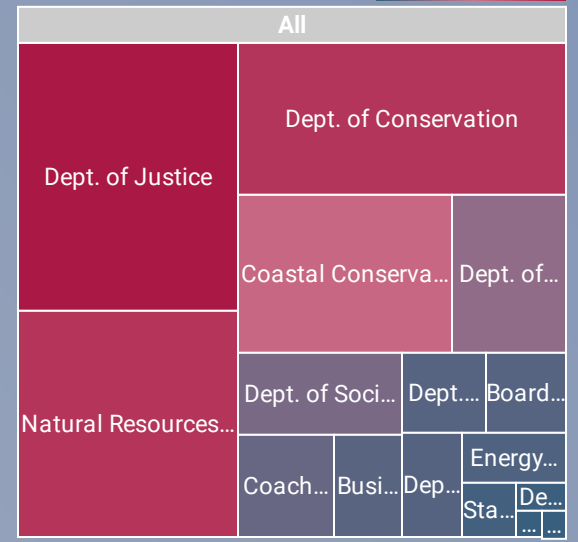 All
Dept. of Justice
Dept. of Conservation
Coastal Conserva…
Dept. of…
Natural Resources…
Dept. of Soci…
Dept.…
Board…
Coach…
Busi…
Dep…
Energy…
Sta…
De…
…
…